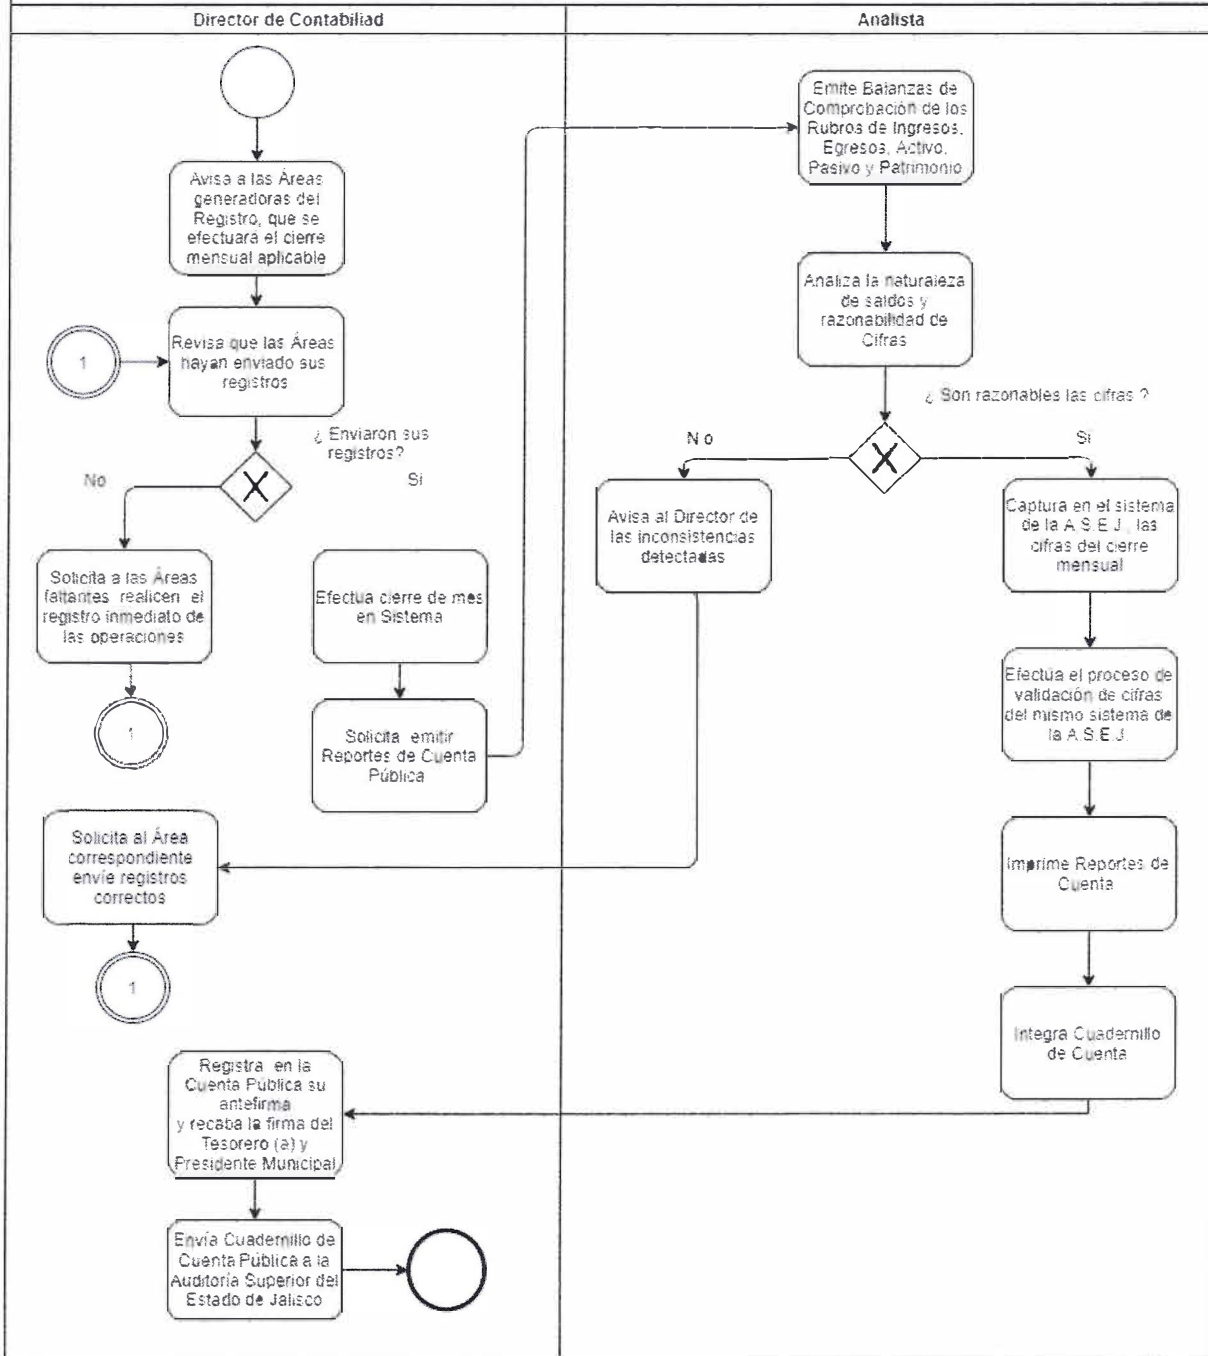 Director de Contabiliad
Analista
Avisa a las Áreas
generadoras del
Registro, que se
efectuará el cierre
mensual aplicable
1
Revisa que las Áreas
hayan enviado sus
registros
¿ Enviaron sus
registros?
No
Si
Solicita a las Áreas
faltantes realicen el
registro inmediato de
las operaciones
1
Efectua cierre de mes
en Sistema
Solicita emitir
Reportes de Cuenta
Pública
Emite Balanzas de
Comprobación de los
Rubros de Ingresos,
Egresos, Activo,
Pasivo y Patrimonio
Analiza la naturaleza
de saldos y
razonabilidad de
Cifras
¿ Son razonables las cifras ?
No
Si
Avisa al Director de
las inconsistencias
detectadas
Solicita al Área
correspondiente
envíe registros
correctos
1
Captura en el sistema
de la A.S.E.J., las
cifras del cierre
mensual
Efectúa el proceso de
validación de cifras
del mismo sistema de
la A.S.E.J.
Imprime Reportes de
Cuenta
Integra Cuadernillo
de Cuenta
Registra en la
Cuenta Pública su
antefirma
y recaba la firma del
Tesorero (a) y
Presidente Municipal
Envía Cuadernillo de
Cuenta Pública a la
Auditoría Superior del
Estado de Jalisco